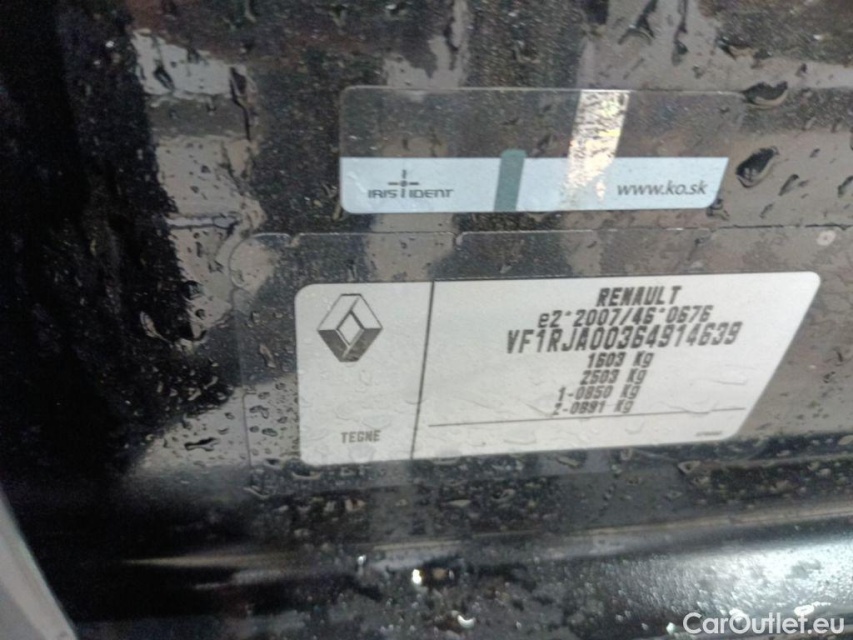 IRIS IDENT
www.ko.sk
RENAULT
e2*2007/46*0676
VF1RJA00364914639
1603 Kg
2503 Kg
1-0850 Kg
2-0891 Kg
TEGNE
CarOutlet.eu